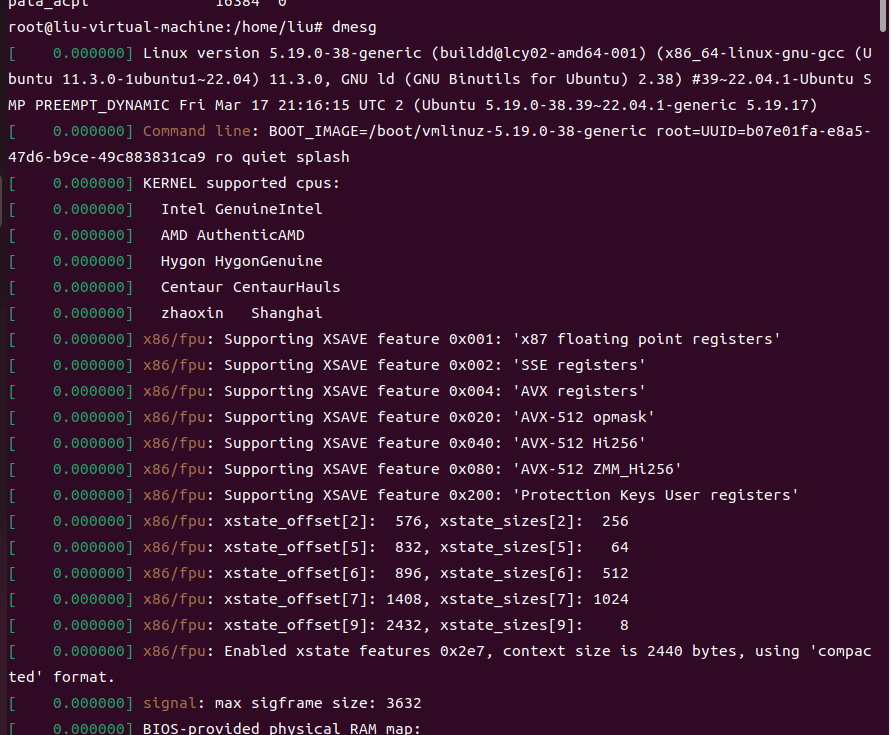 pata_acpi              16384  0
root@liu-virtual-machine:/home/liu# dmesg
[    0.000000] Linux version 5.19.0-38-generic (buildd@lcy02-amd64-001) (x86_64-linux-gnu-gcc (U
buntu 11.3.0-1ubuntu1~22.04) 11.3.0, GNU ld (GNU Binutils for Ubuntu) 2.38) #39~22.04.1-Ubuntu S
MP PREEMPT_DYNAMIC Fri Mar 17 21:16:15 UTC 2 (Ubuntu 5.19.0-38.39~22.04.1-generic 5.19.17)
[    0.000000] Command line: BOOT_IMAGE=/boot/vmlinuz-5.19.0-38-generic root=UUID=b07e01fa-e8a5-
47d6-b9ce-49c883831ca9 ro quiet splash
[    0.000000] KERNEL supported cpus:
[    0.000000]   Intel GenuineIntel
[    0.000000]   AMD AuthenticAMD
[    0.000000]   Hygon HygonGenuine
[    0.000000]   Centaur CentaurHauls
[    0.000000]   zhaoxin   Shanghai
[    0.000000] x86/fpu: Supporting XSAVE feature 0x001: 'x87 floating point registers'
[    0.000000] x86/fpu: Supporting XSAVE feature 0x002: 'SSE registers'
[    0.000000] x86/fpu: Supporting XSAVE feature 0x004: 'AVX registers'
[    0.000000] x86/fpu: Supporting XSAVE feature 0x020: 'AVX-512 opmask'
[    0.000000] x86/fpu: Supporting XSAVE feature 0x040: 'AVX-512 Hi256'
[    0.000000] x86/fpu: Supporting XSAVE feature 0x080: 'AVX-512 ZMM_Hi256'
[    0.000000] x86/fpu: Supporting XSAVE feature 0x200: 'Protection Keys User registers'
[    0.000000] x86/fpu: xstate_offset[2]:  576, xstate_sizes[2]:  256
[    0.000000] x86/fpu: xstate_offset[5]:  832, xstate_sizes[5]:   64
[    0.000000] x86/fpu: xstate_offset[6]:  896, xstate_sizes[6]:  512
[    0.000000] x86/fpu: xstate_offset[7]: 1408, xstate_sizes[7]: 1024
[    0.000000] x86/fpu: xstate_offset[9]: 2432, xstate_sizes[9]:    8
[    0.000000] x86/fpu: Enabled xstate features 0x2e7, context size is 2440 bytes, using 'compac
ted' format.
[    0.000000] signal: max sigframe size: 3632
[    0.000000] BIOS-provided physical RAM map: